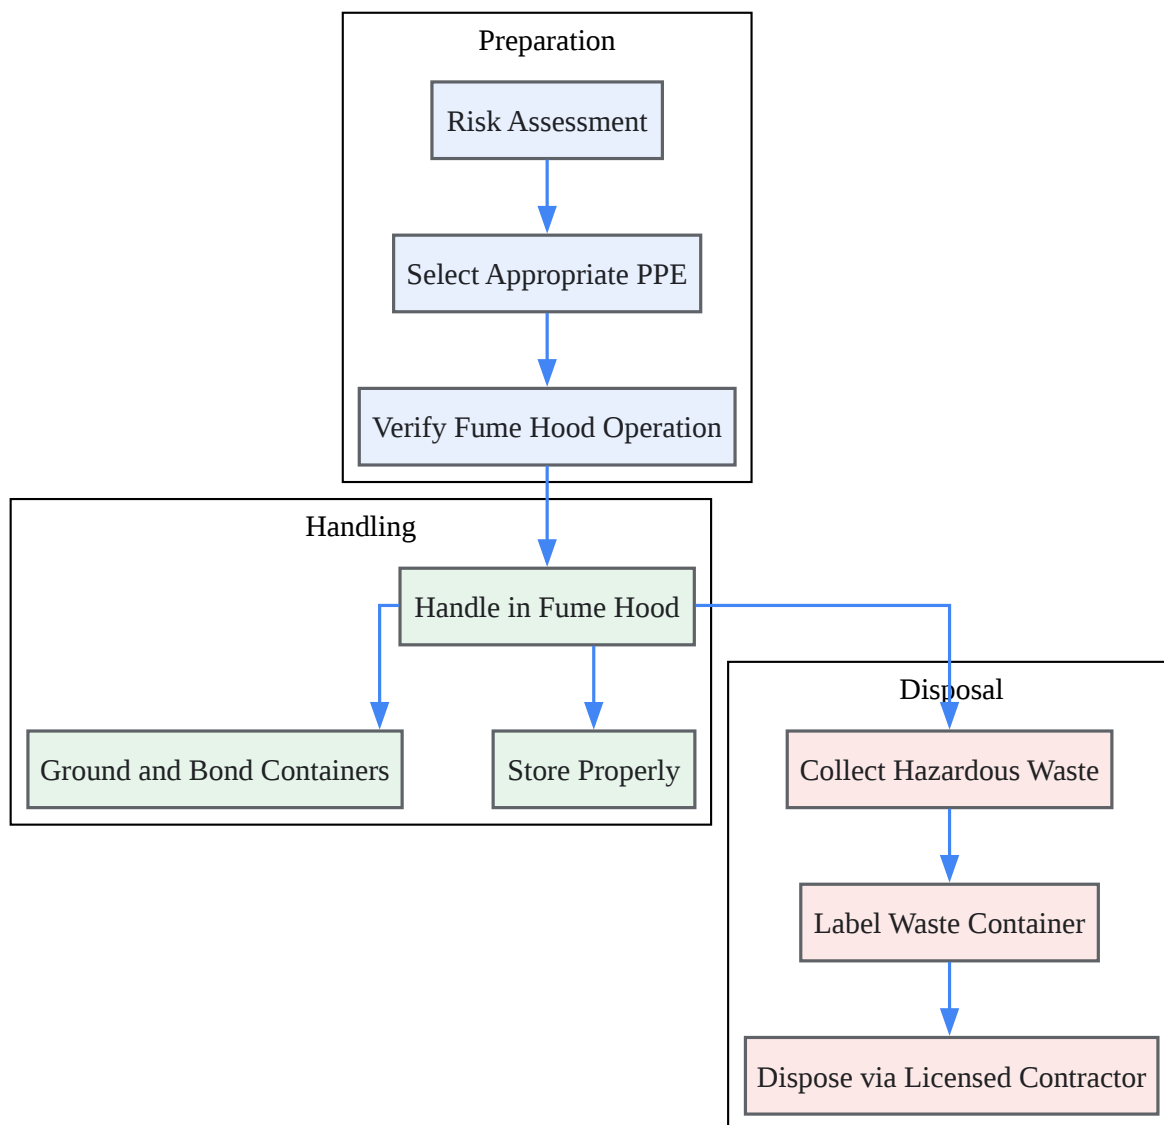 Preparation
Risk Assessment
Select Appropriate PPE
Verify Fume Hood Operation
Handling
Handle in Fume Hood
Ground and Bond Containers
Store Properly
Disposal
Collect Hazardous Waste
Label Waste Container
Dispose via Licensed Contractor